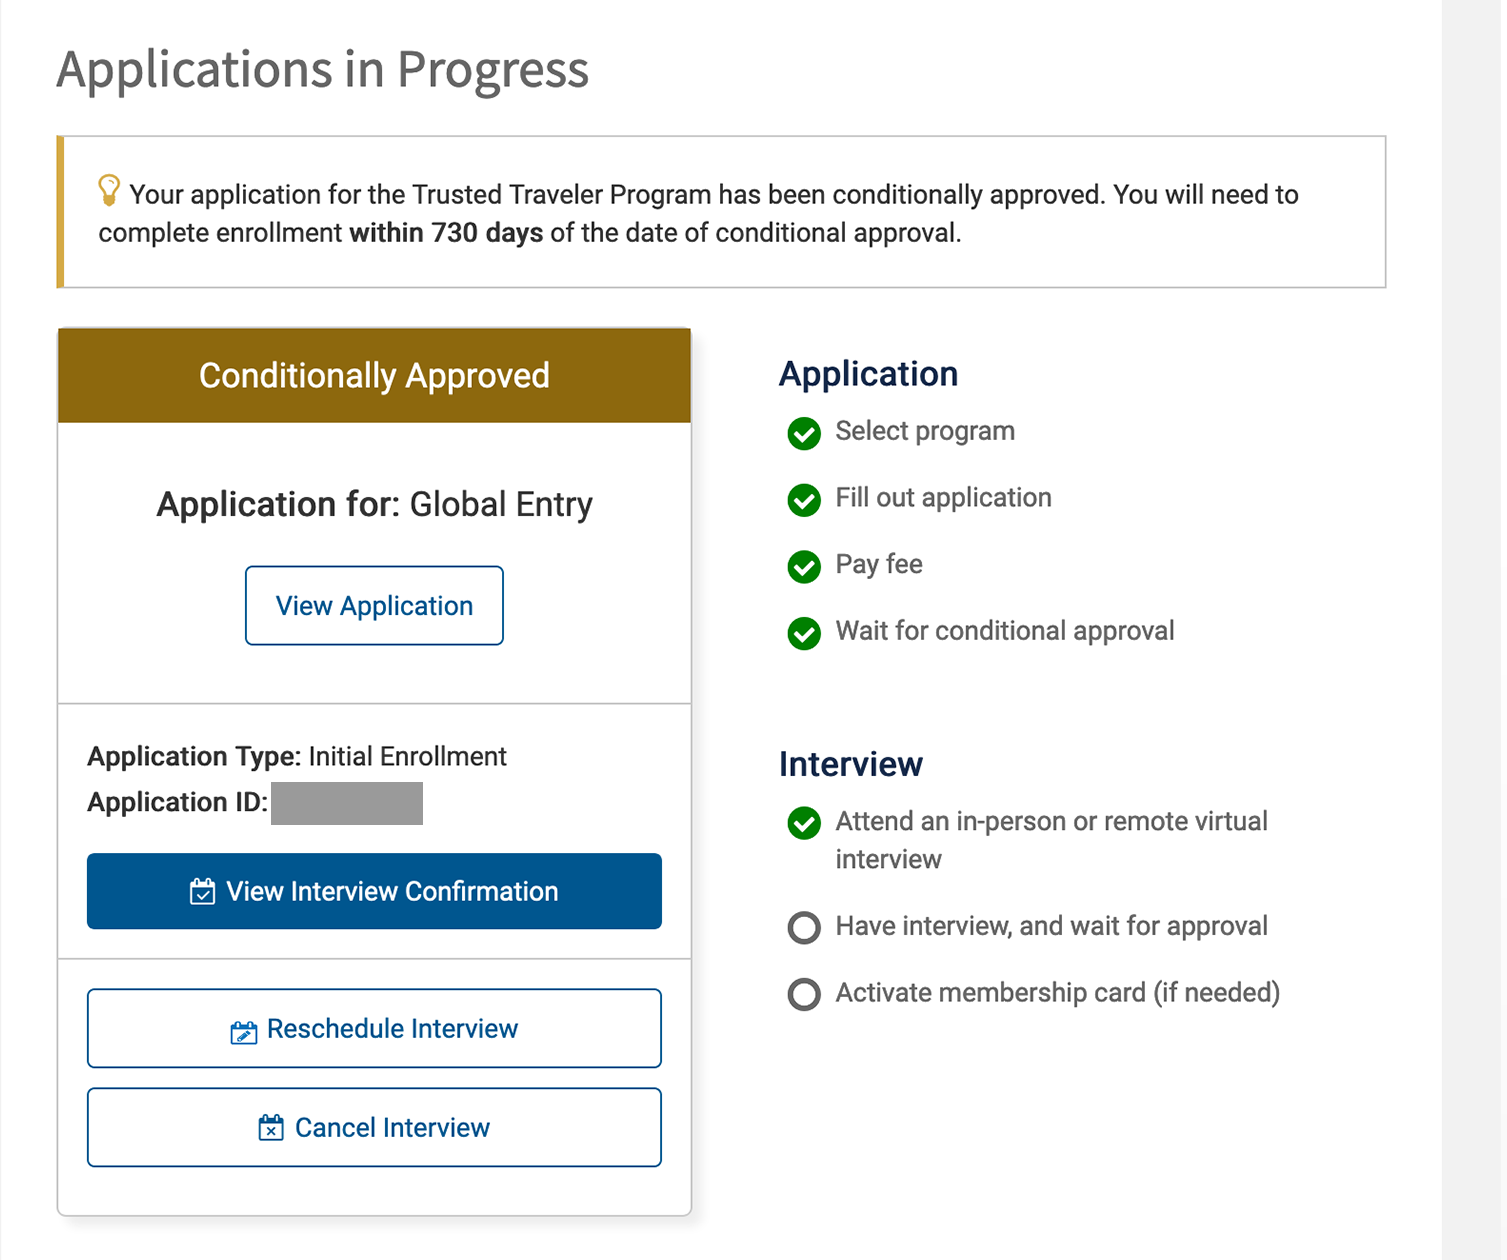 Applications in Progress
Your application for the Trusted Traveler Program has been conditionally approved. You will need to
complete enrollment within 730 days of the date of conditional approval.
Conditionally Approved
Application for: Global Entry
View Application
Application Type: Initial Enrollment
Application ID:
View Interview Confirmation
Reschedule Interview
Cancel Interview
Application
Select program
Fill out application
Pay fee
Wait for conditional approval
Interview
Attend an in-person or remote virtual
interview
Have interview, and wait for approval
Activate membership card (if needed)